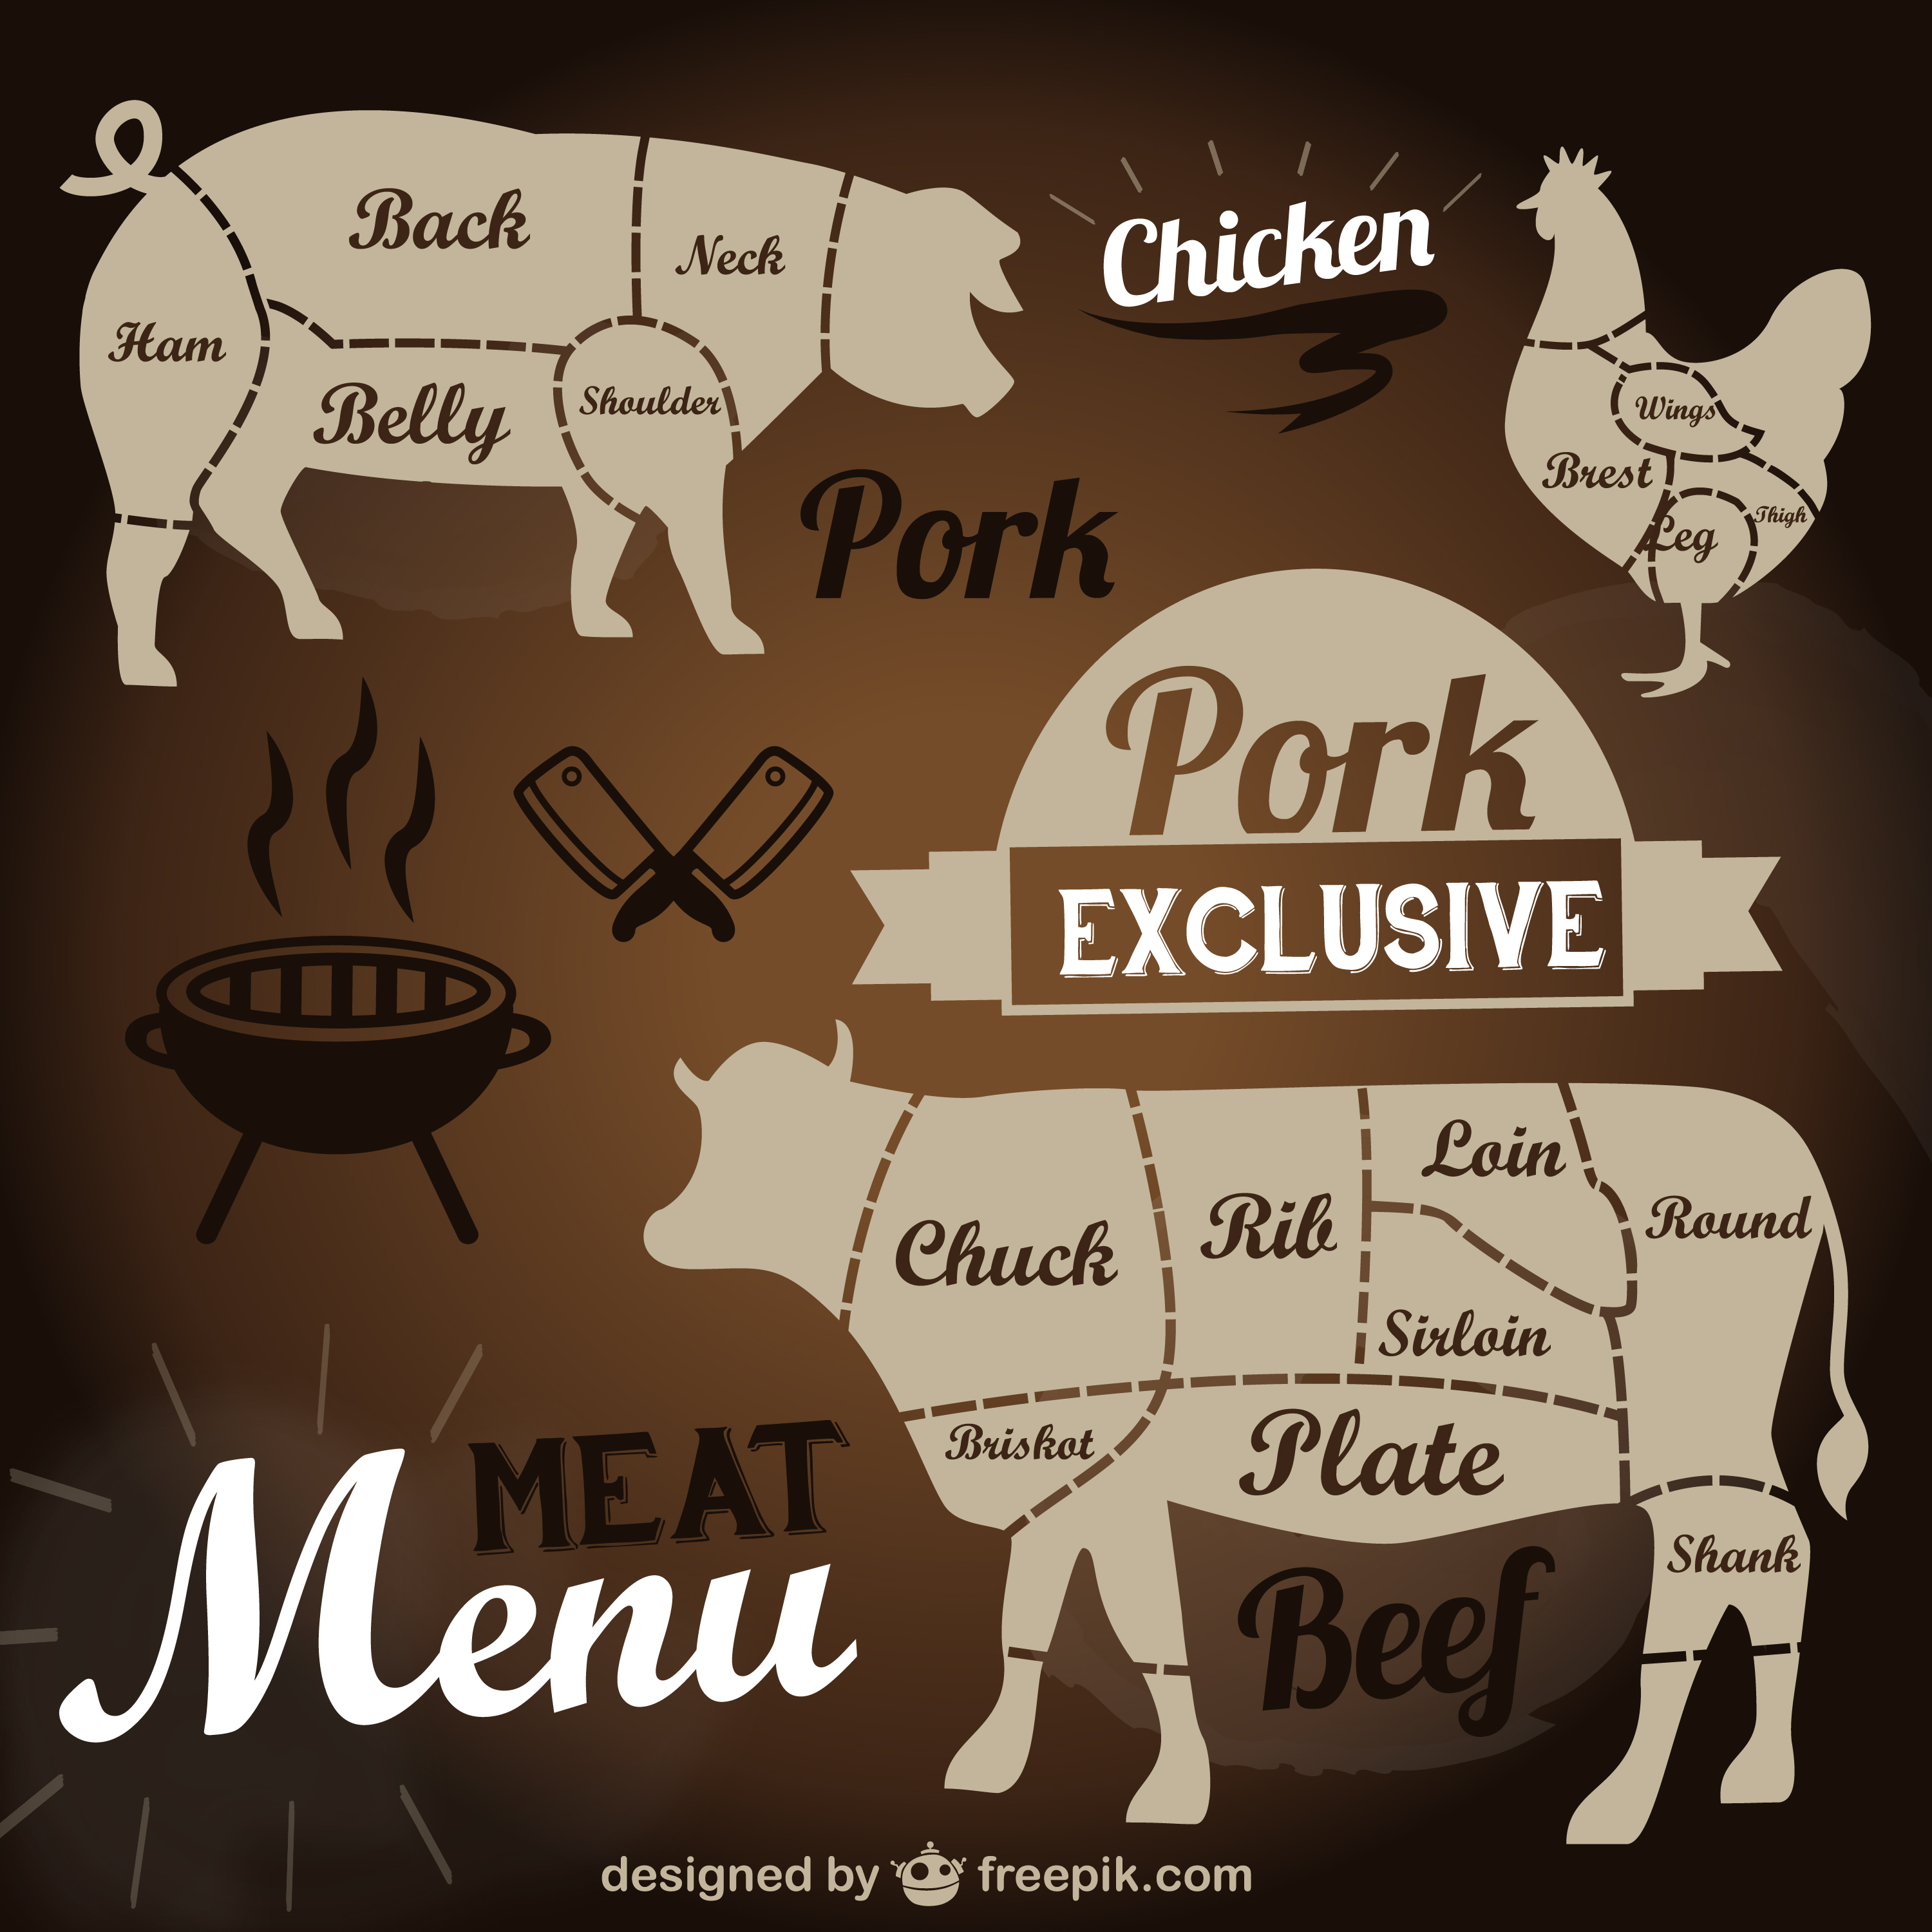 Back
Neck
Ham
Belly
Shoulder
Pork
Chicken
Wings
Brest
Leg
Thigh
Pork
EXCLUSIVE
Chuck
Rib
Loin
Round
Sirloin
Briskot
Plate
Shank
Beef
MEAT
Menu
designed by freepik.com